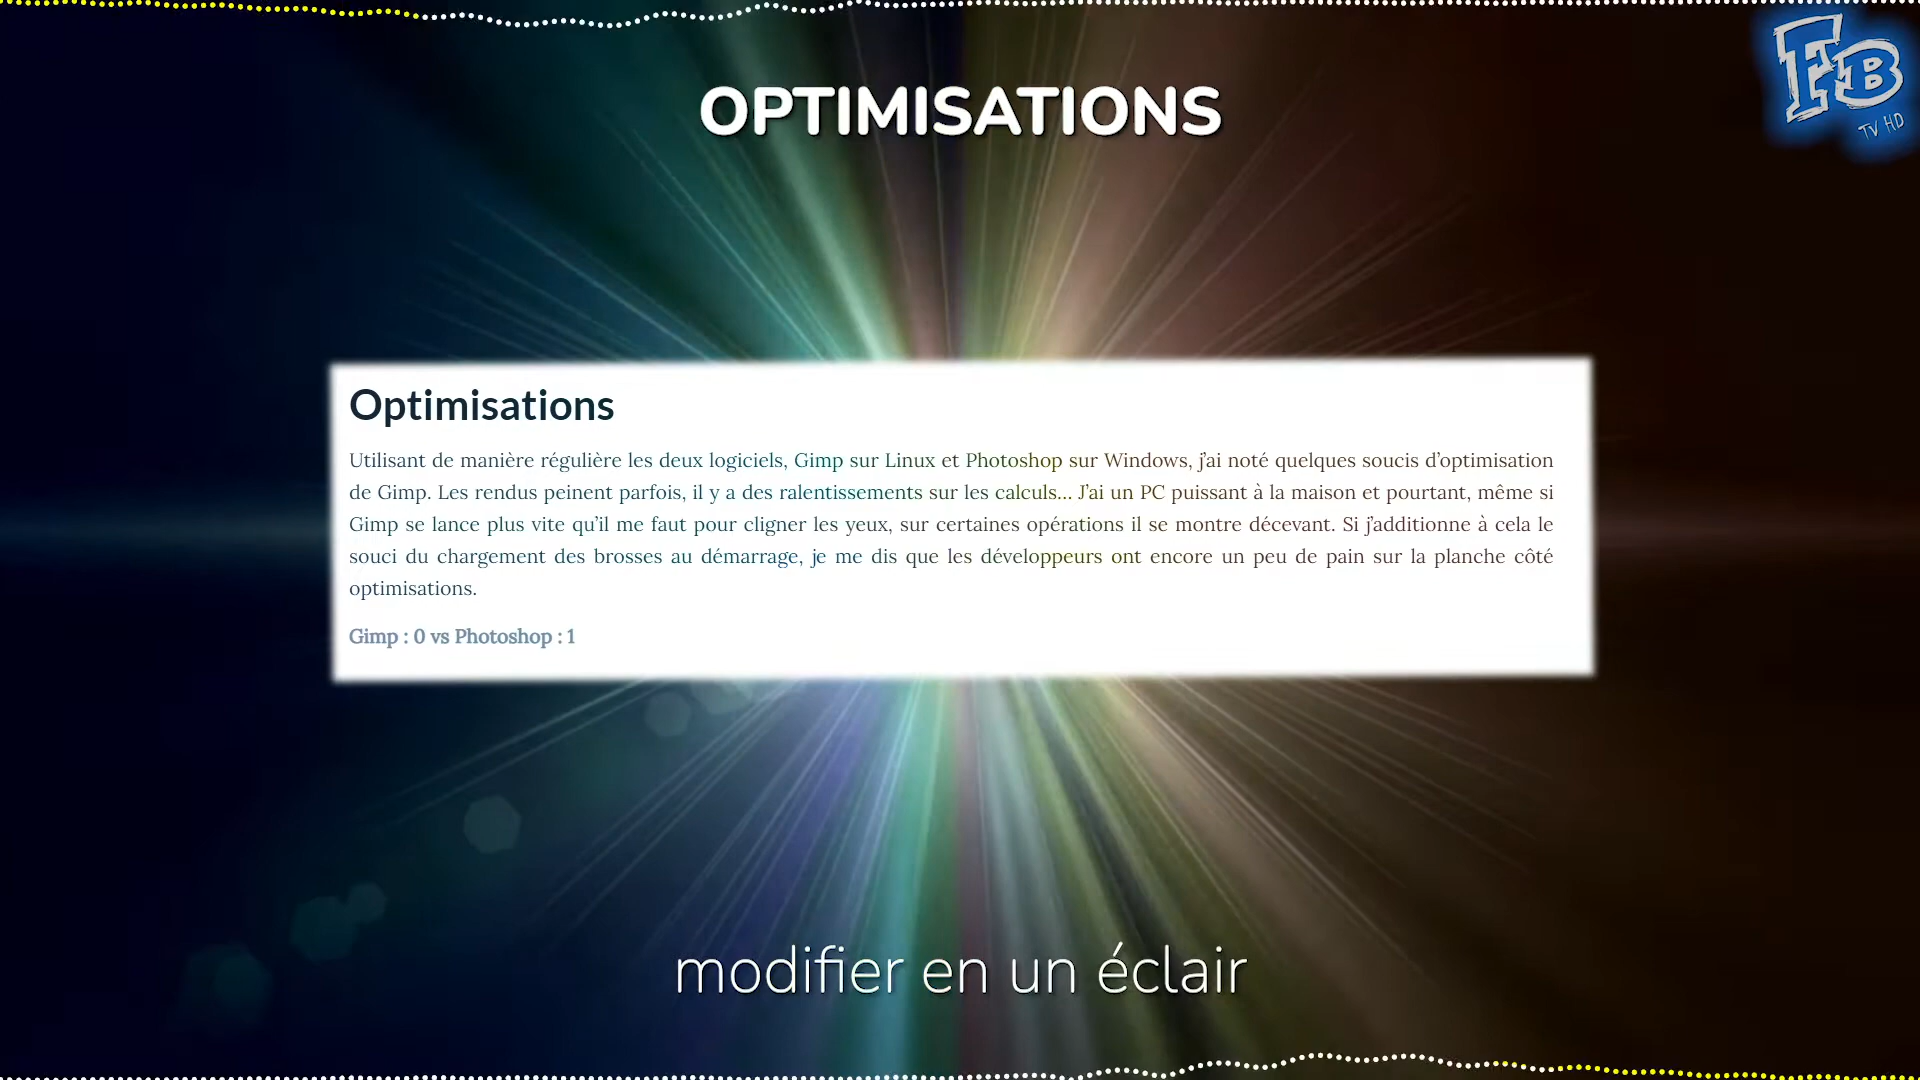 OPTIMISATIONS
FB
TV HD
Optimisations
Utilisant de manière régulière les deux logiciels, Gimp sur Linux et Photoshop sur Windows, j’ai noté quelques soucis d’optimisation
de Gimp. Les rendus peinent parfois, il y a des ralentissements sur les calculs… J’ai un PC puissant à la maison et pourtant, même si
Gimp se lance plus vite qu’il me faut pour cligner les yeux, sur certaines opérations il se montre décevant. Si j’additionne à cela le
souci du chargement des brosses au démarrage, je me dis que les développeurs ont encore un peu de pain sur la planche côté
optimisations.
Gimp : 0 vs Photoshop : 1
modifier en un éclair